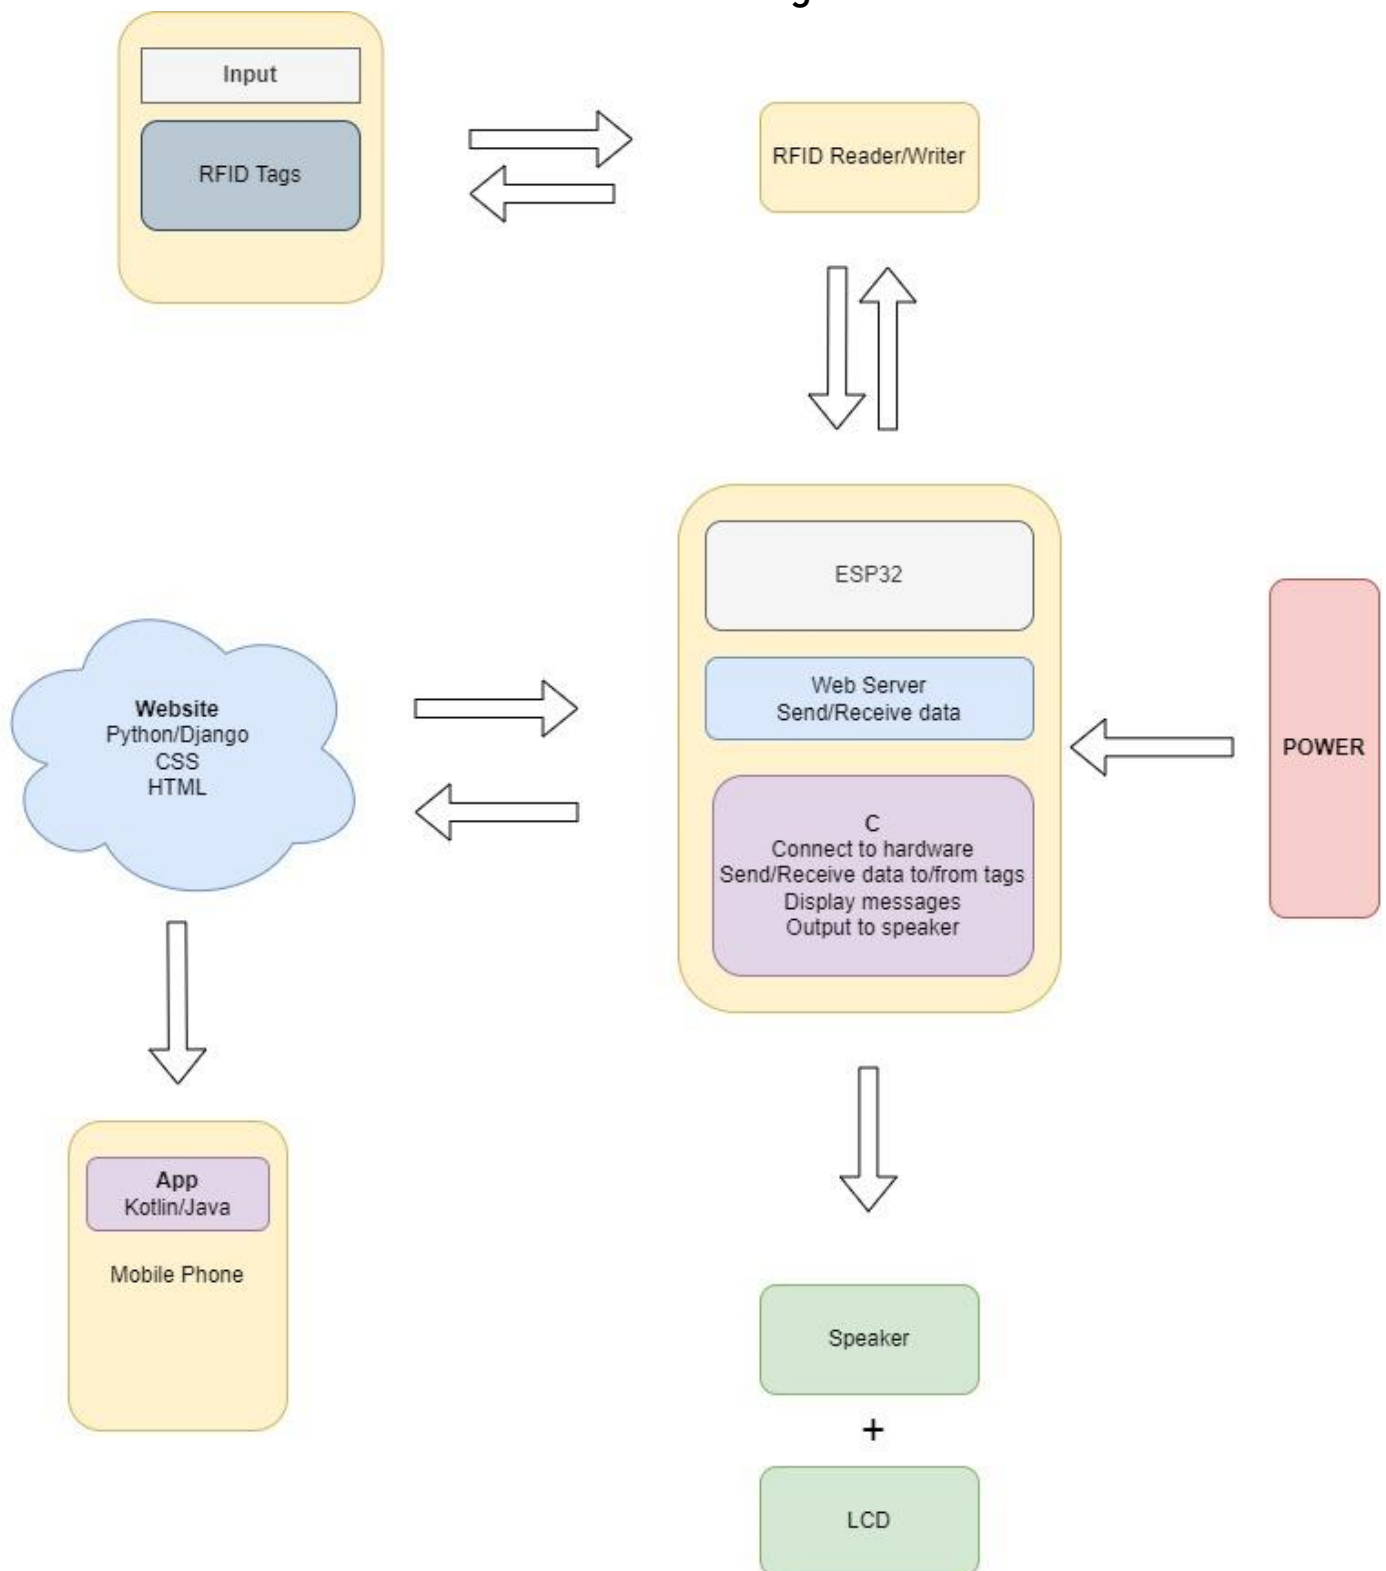 Input
RFID Tags
RFID Reader/Writer
ESP32
Web Server
Send/Receive data
C
Connect to hardware
Send/Receive data to/from tags
Display messages
Output to speaker
POWER
Website
Python/Django
CSS
HTML
App
Kotlin/Java
Mobile Phone
Speaker
+
LCD